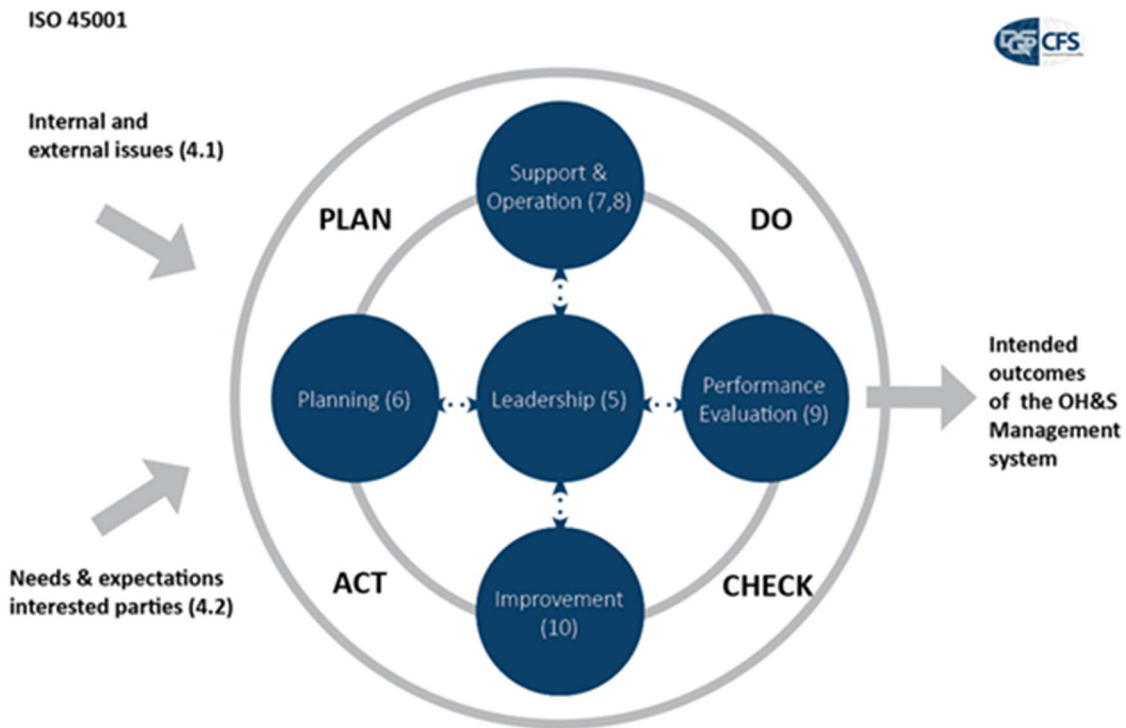 ISO 45001
DQS CFS
Internal and
external issues (4.1)
Support &
Operation (7,8)
PLAN
DO
Planning (6)
Leadership (5)
Performance
Evaluation (9)
Intended
outcomes
of the OH&S
Management
system
ACT
CHECK
Needs & expectations
interested parties (4.2)
Improvement
(10)